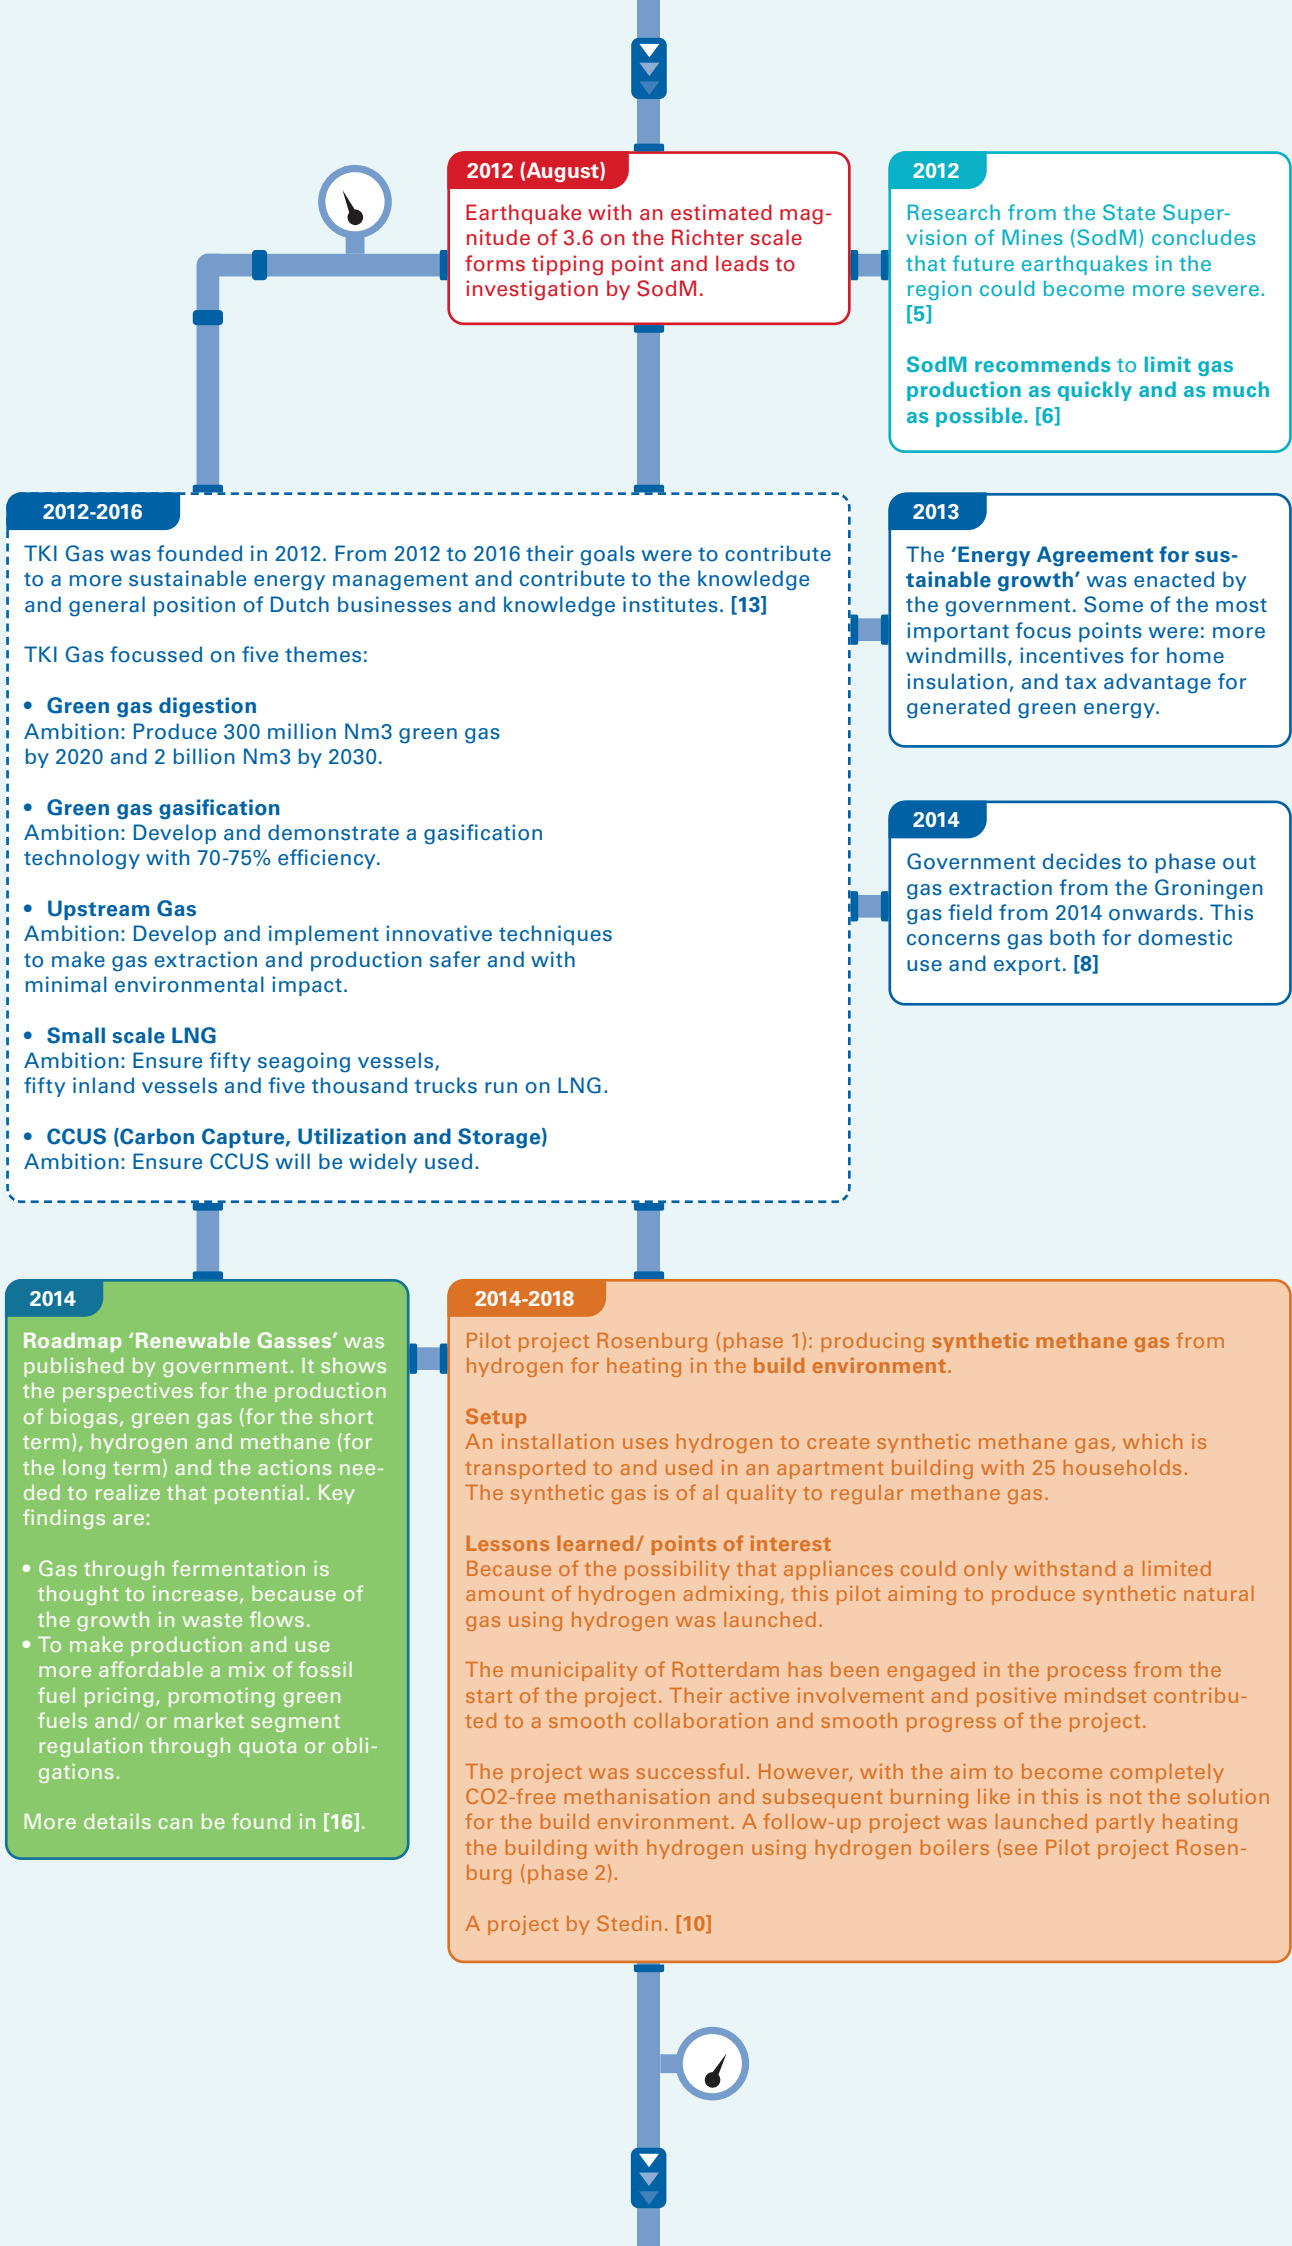 2012 (August)
Earthquake with an estimated mag-
nitude of 3.6 on the Richter scale
forms tipping point and leads to
investigation by SodM.
2012
Research from the State Super-
vision of Mines (SodM) concludes
that future earthquakes in the
region could become more severe.
[5]
SodM recommends to limit gas
production as quickly and as much
as possible. [6]
2012-2016
TKI Gas was founded in 2012. From 2012 to 2016 their goals were to contribute
to a more sustainable energy management and contribute to the knowledge
and general position of Dutch businesses and knowledge institutes. [13]
TKI Gas focussed on five themes:
• Green gas digestion
Ambition: Produce 300 million Nm3 green gas
by 2020 and 2 billion Nm3 by 2030.
• Green gas gasification
Ambition: Develop and demonstrate a gasification
technology with 70-75% efficiency.
• Upstream Gas
Ambition: Develop and implement innovative techniques
to make gas extraction and production safer and with
minimal environmental impact.
• Small scale LNG
Ambition: Ensure fifty seagoing vessels,
fifty inland vessels and five thousand trucks run on LNG.
• CCUS (Carbon Capture, Utilization and Storage)
Ambition: Ensure CCUS will be widely used.
2013
The ‘Energy Agreement for sus-
tainable growth’ was enacted by
the government. Some of the most
important focus points were: more
windmills, incentives for home
insulation, and tax advantage for
generated green energy.
2014
Government decides to phase out
gas extraction from the Groningen
gas field from 2014 onwards. This
concerns gas both for domestic
use and export. [8]
2014
Roadmap ‘Renewable Gasses’ was
published by government. It shows
the perspectives for the production
of biogas, green gas (for the short
term), hydrogen and methane (for
the long term) and the actions nee-
ded to realize that potential. Key
findings are:
• Gas through fermentation is
thought to increase, because of
the growth in waste flows.
• To make production and use
more affordable a mix of fossil
fuel pricing, promoting green
fuels and/ or market segment
regulation through quota or obli-
gations.
More details can be found in [16].
2014-2018
Pilot project Rosenburg (phase 1): producing synthetic methane gas from
hydrogen for heating in the build environment.
Setup
An installation uses hydrogen to create synthetic methane gas, which is
transported to and used in an apartment building with 25 households.
The synthetic gas is of al quality to regular methane gas.
Lessons learned/ points of interest
Because of the possibility that appliances could only withstand a limited
amount of hydrogen admixing, this pilot aiming to produce synthetic natural
gas using hydrogen was launched.
The municipality of Rotterdam has been engaged in the process from the
start of the project. Their active involvement and positive mindset contribu-
ted to a smooth collaboration and smooth progress of the project.
The project was successful. However, with the aim to become completely
CO2-free methanisation and subsequent burning like in this is not the solution
for the build environment. A follow-up project was launched partly heating
the building with hydrogen using hydrogen boilers (see Pilot project Rosen-
burg (phase 2).
A project by Stedin. [10]